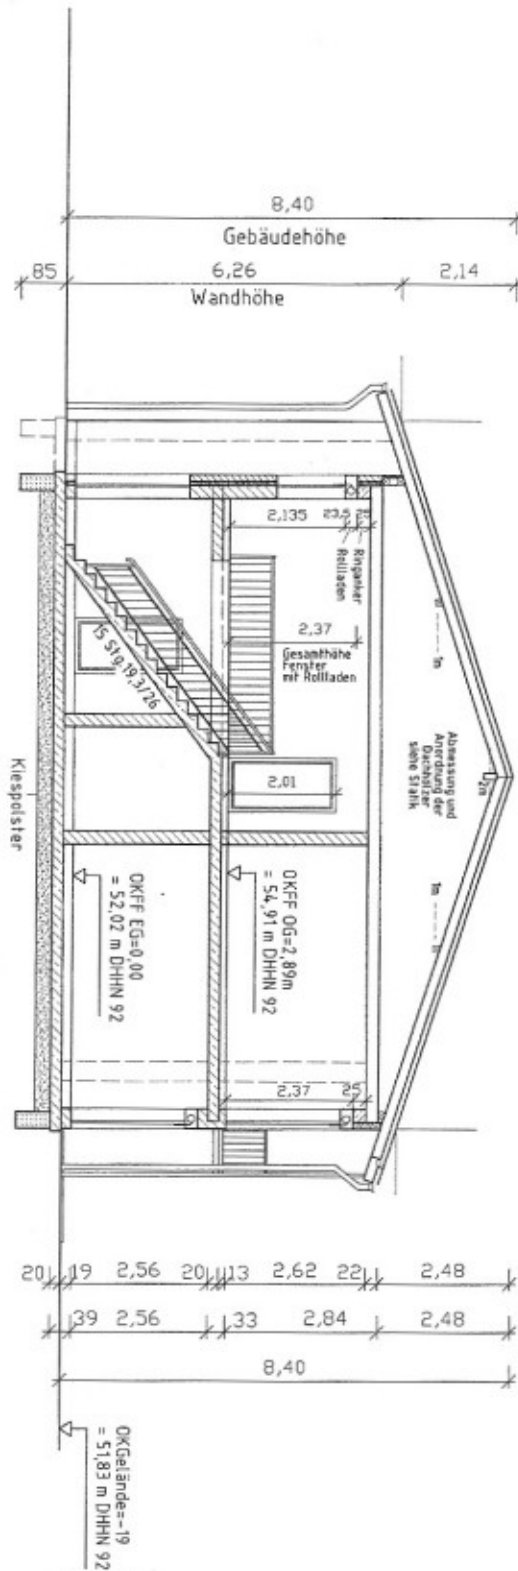 8,40
Gebäudehöhe
85
6,26
2,14
Wandhöhe
2,135
23,5
Rollladen
Ringanker
2,37
Gesamthöhe
Fenster
mit Rollladen
1m
2m
Abmessung und
Anordnung der
Dachhölzer
siehe Statik
15 Stg.19,3/26
2,01
1m
Kiespolster
OKFF EG=0,00
= 52,02 m DHHN 92
OKFF OG=2,89m
= 54,91 m DHHN 92
2,37
25
20
19
2,56
20
13
2,62
22
2,48
39
2,56
33
2,84
2,48
8,40
OKGelände=-19
= 51,83 m DHHN 92